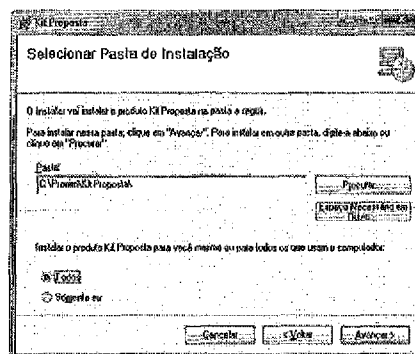 Kit Proposta
Selecionar Pasta de Instalação
O Instalador vai instalar o produto Kit Proposta na pasta a seguir.
Para instalar nessa pasta, clique em "Avançar". Para instalar em outra pasta, digite-a abaixo ou
clique em "Procurar".
Pasta:
Procurar...
Espaço Necessário em
Disco...
Instalar o produto Kit Proposta para você mesmo ou para todos os que usam o computador:
Todos
Somente eu
Cancelar
< Voltar
Avançar >